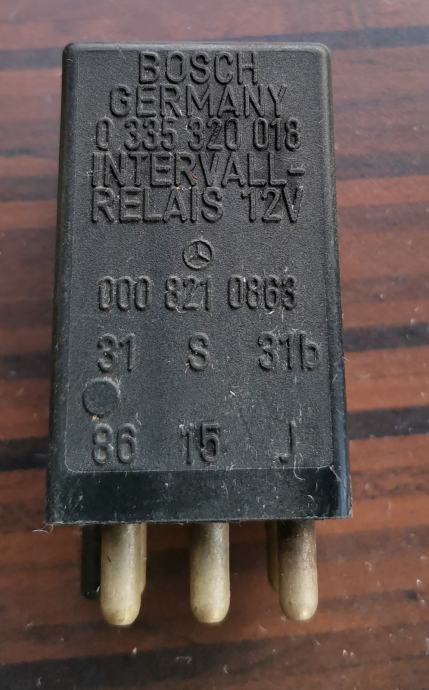 BOSCH
GERMANY
0 335 320 018
INTERVALL-
RELAIS 12V
000 821 0863
31 S 31b
86 15 J